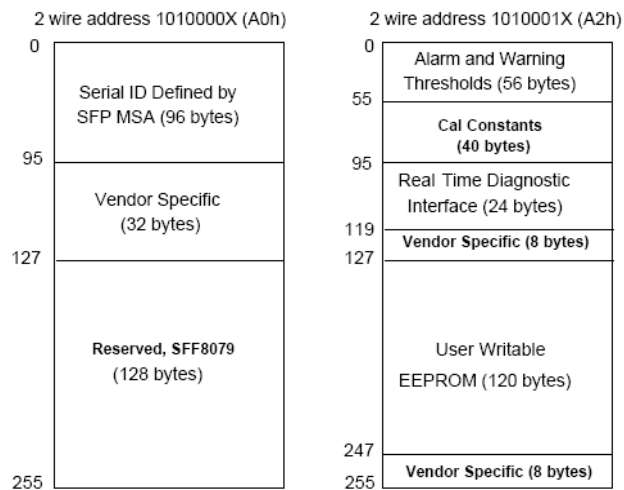 2 wire address 1010000X (A0h)
0
Serial ID Defined by
SFP MSA (96 bytes)
95
Vendor Specific
(32 bytes)
127
Reserved, SFF8079
(128 bytes)
255
2 wire address 1010001X (A2h)
0
Alarm and Warning
Thresholds (56 bytes)
55
Cal Constants
(40 bytes)
95
Real Time Diagnostic
Interface (24 bytes)
119
Vendor Specific (8 bytes)
127
User Writable
EEPROM (120 bytes)
247
Vendor Specific (8 bytes)
255